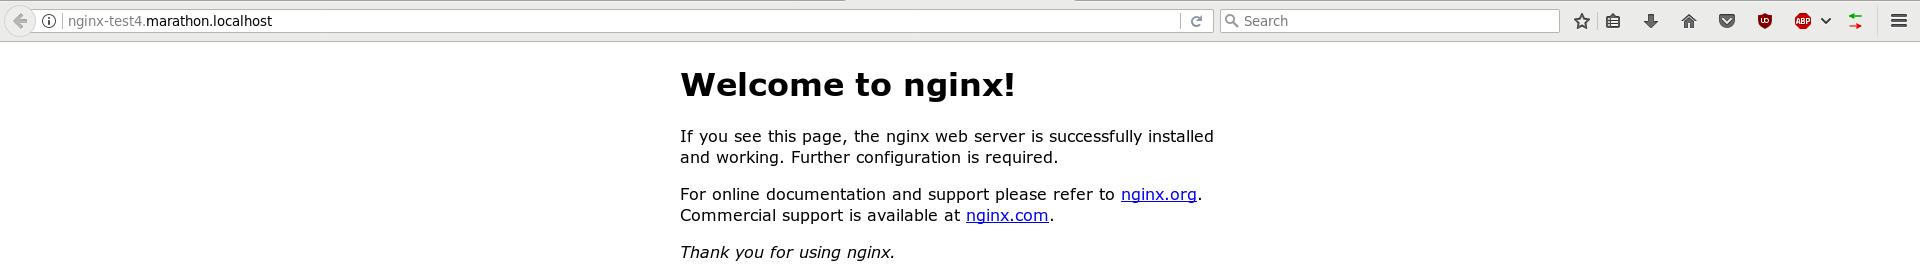 nginx-test4.marathon.localhost
Search
ABP
Welcome to nginx!
If you see this page, the nginx web server is successfully installed
and working. Further configuration is required.
For online documentation and support please refer to nginx.org.
Commercial support is available at nginx.com.
Thank you for using nginx.